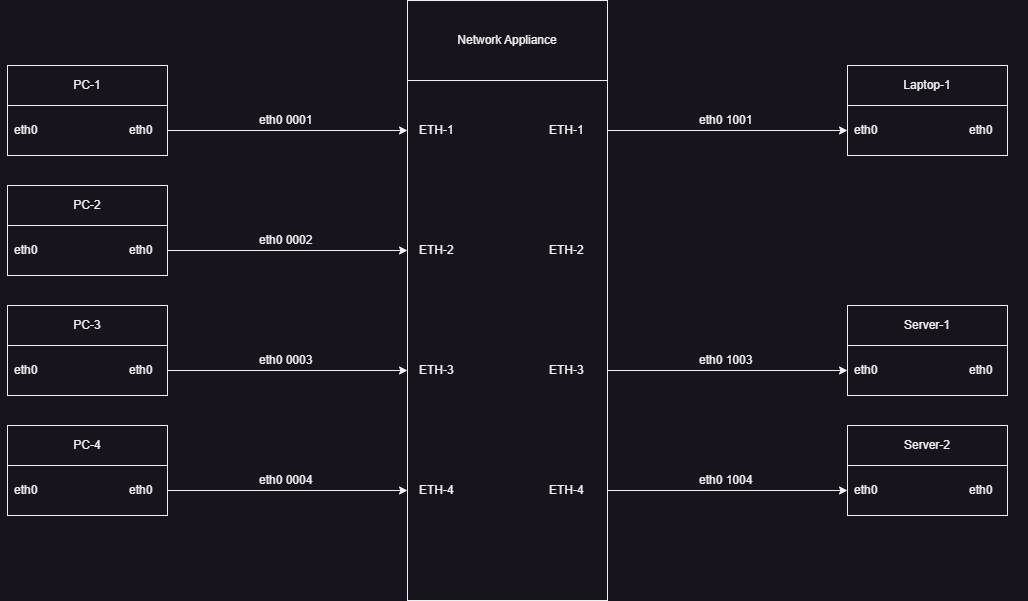 Network Appliance
PC-1
Laptop-1
eth0 eth0 eth0 0001 ETH-1 ETH-1 eth0 1001 eth0 eth0
PC-2
eth0 eth0 eth0 0002 ETH-2 ETH-2
PC-3
Server-1
eth0 eth0 eth0 0003 ETH-3 ETH-3 eth0 1003 eth0 eth0
PC-4
Server-2
eth0 eth0 eth0 0004 ETH-4 ETH-4 eth0 1004 eth0 eth0